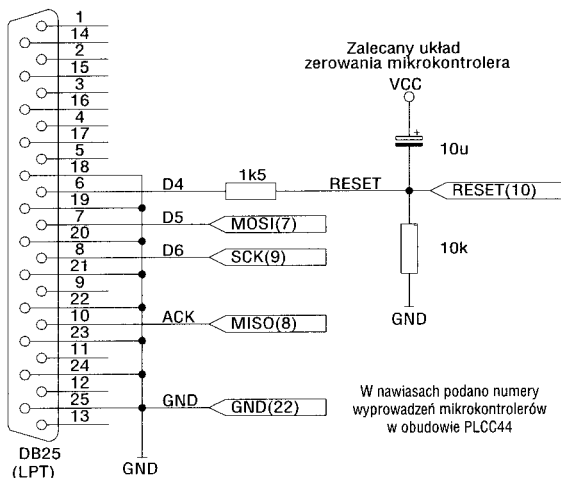 1
14
2
15
3
16
4
17
5
18
6
19
7
20
8
21
9
22
10
23
11
24
12
25
13
DB25
(LPT)
GND
D4
1k5
RESET
RESET(10)
D5
MOSI(7)
D6
SCK(9)
ACK
MISO(8)
GND
GND(22)
Zalecany układ
zerowania mikrokontrolera
VCC
+
10u
10k
GND
W nawiasach podano numery
wyprowadzeń mikrokontrolerów
w obudowie PLCC44